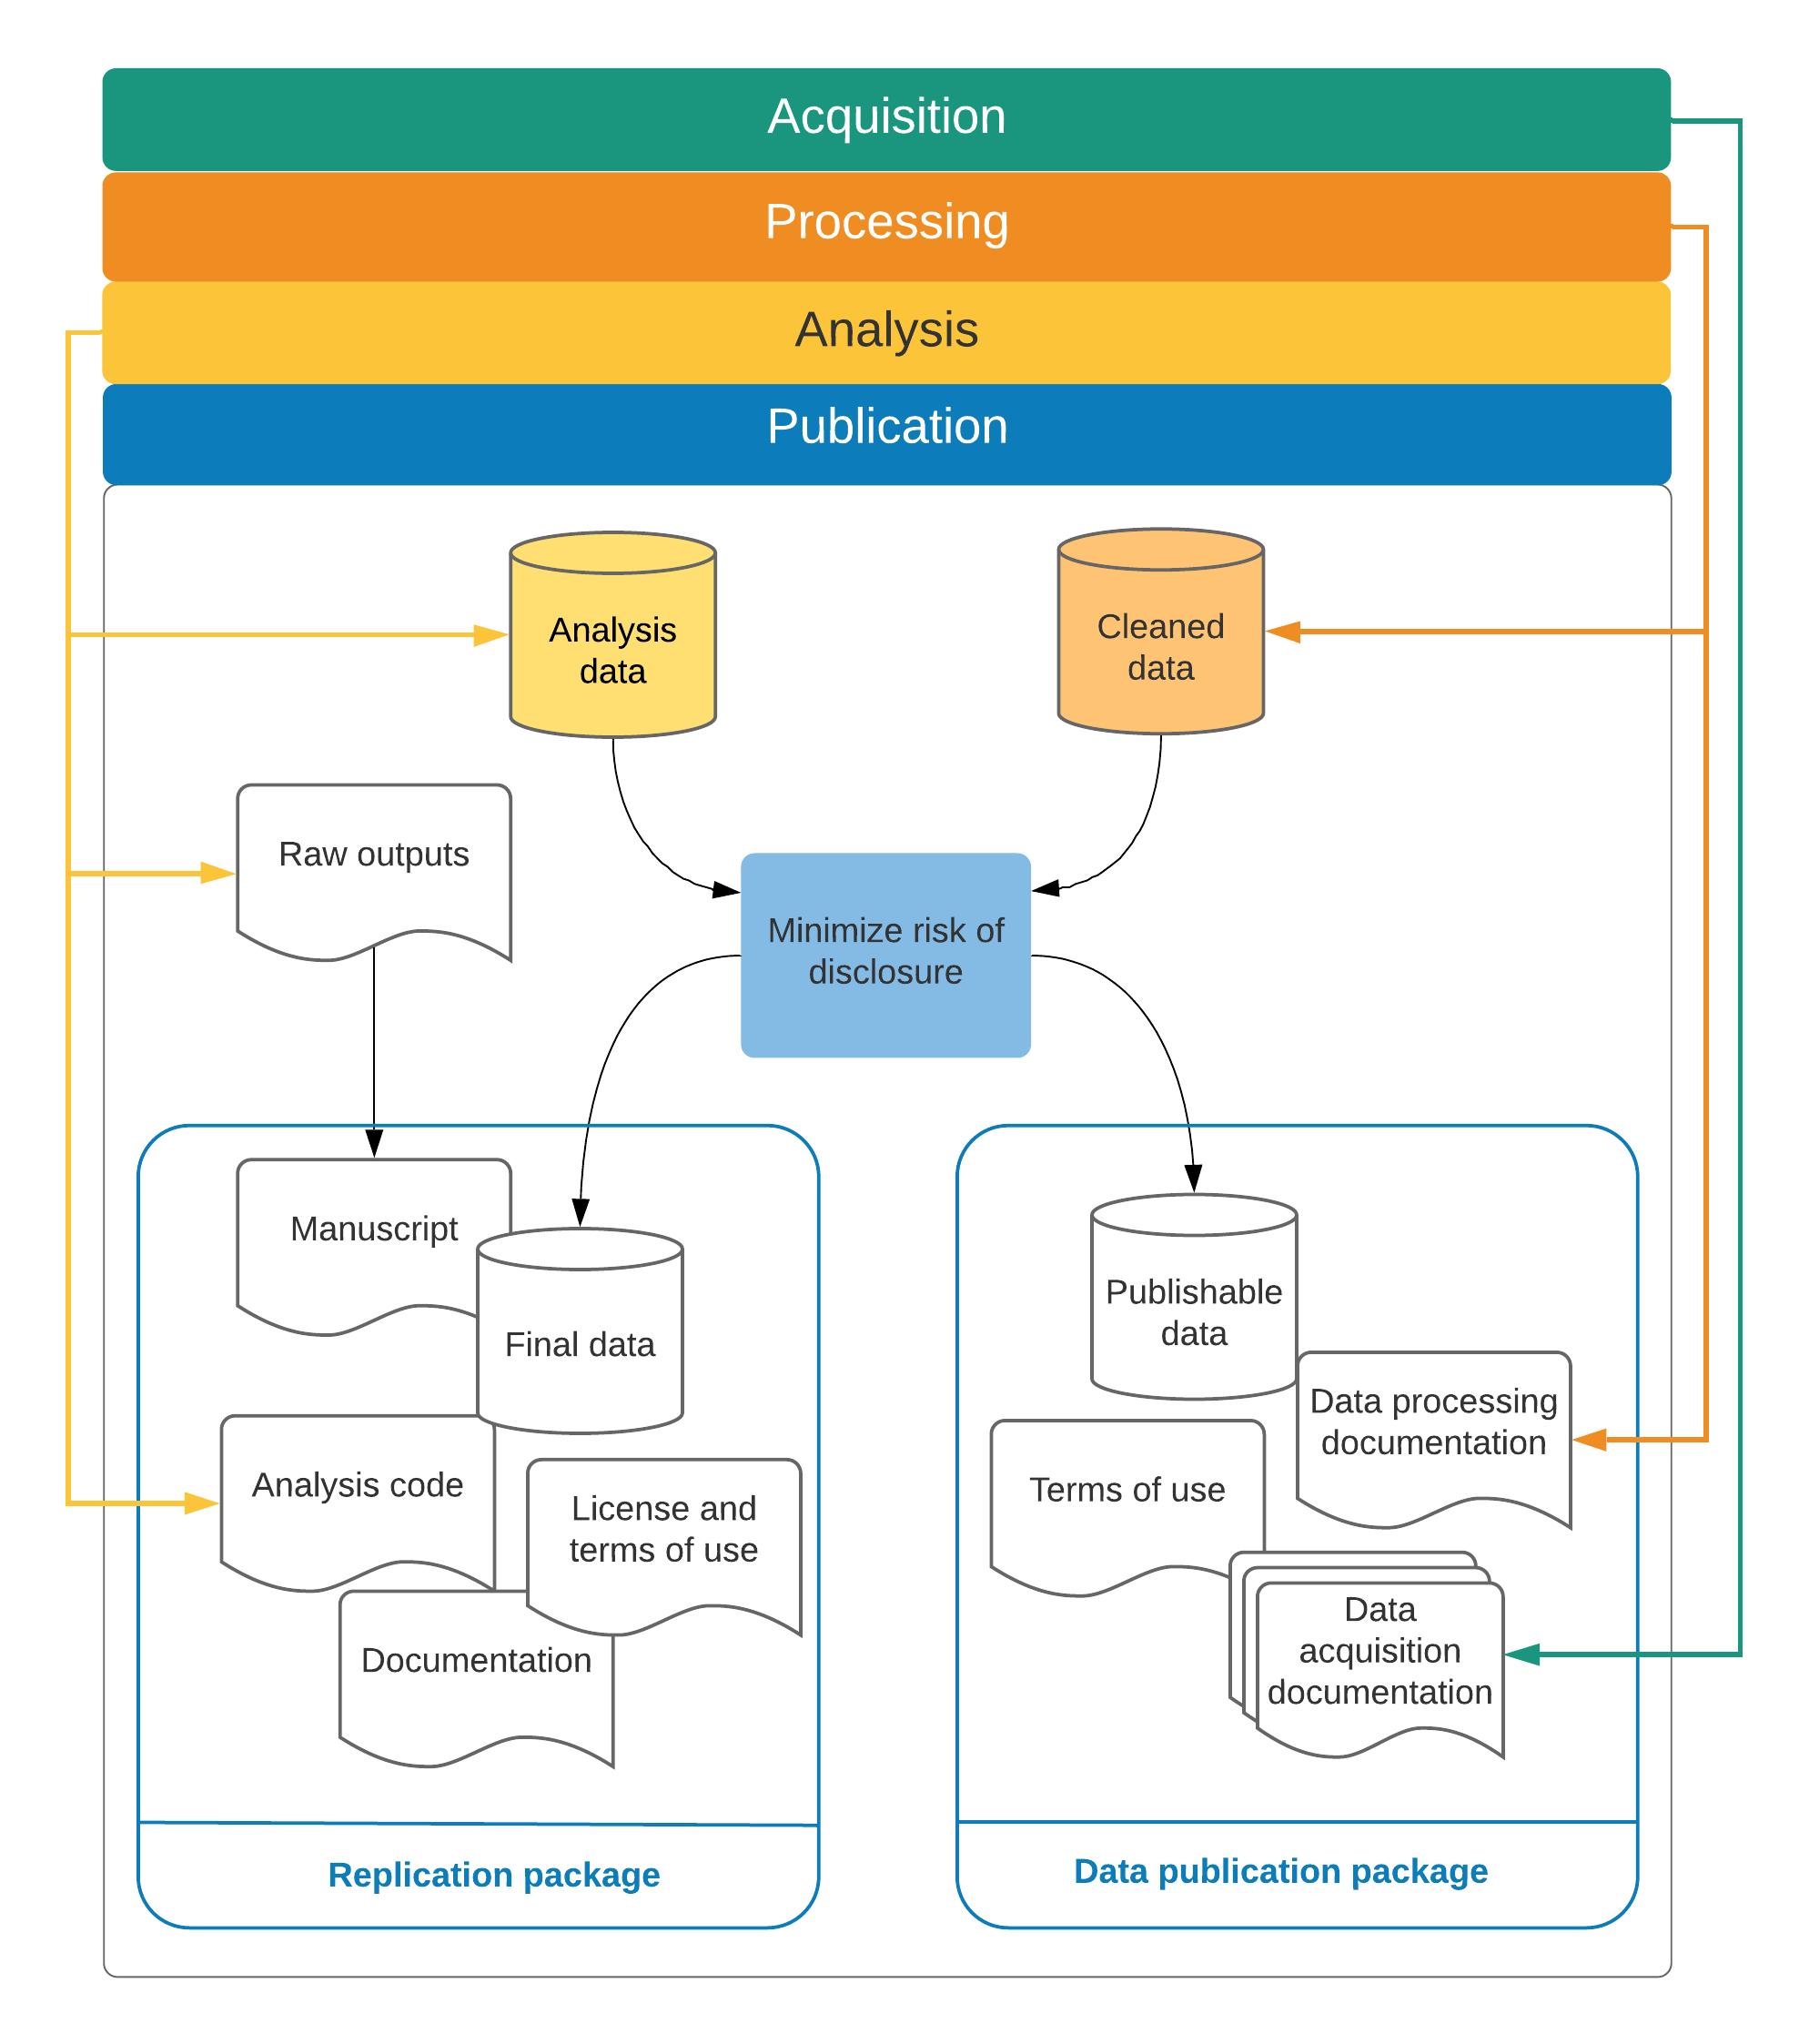 Acquisition
Processing
Analysis
Publication
Analysis
data
Cleaned
data
Raw outputs
Minimize risk of
disclosure
Manuscript
Final data
Analysis code
License and
terms of use
Documentation
Replication package
Publishable
data
Data processing
documentation
Terms of use
Data
acquisition
documentation
Data publication package